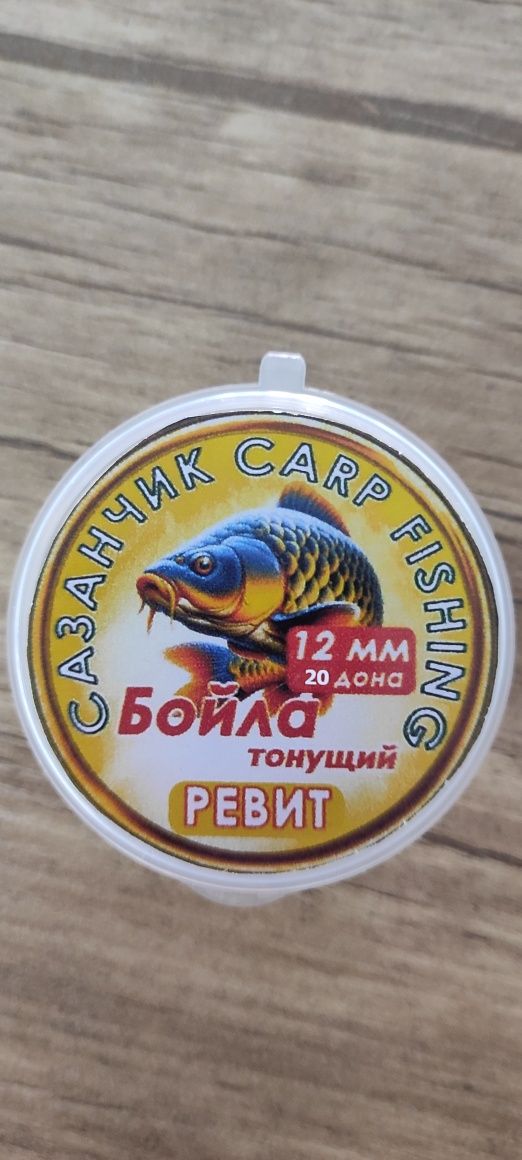 САЗАНЧИК CARP FISHING
12 мм
20 дона
Бойла
тонущий
РЕВИТ